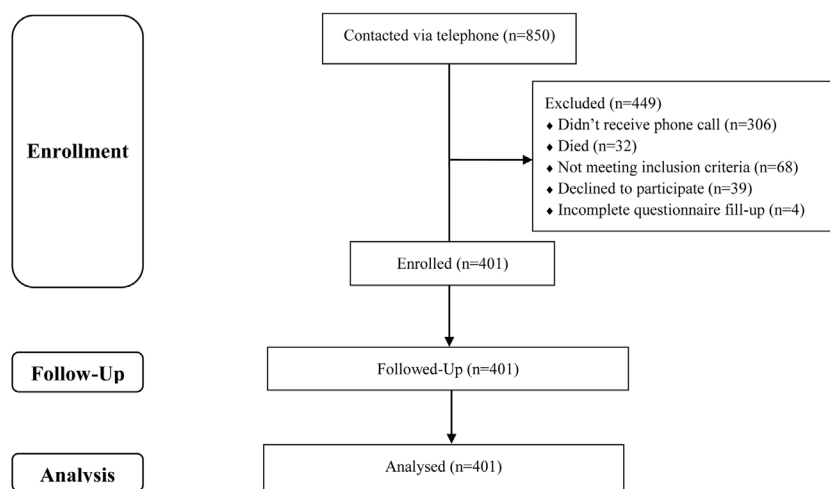 Contacted via telephone (n=850)
Enrollment
Excluded (n=449)
♦ Didn’t receive phone call (n=306)
♦ Died (n=32)
♦ Not meeting inclusion criteria (n=68)
♦ Declined to participate (n=39)
♦ Incomplete questionnaire fill-up (n=4)
Enrolled (n=401)
Follow-Up
Followed-Up (n=401)
Analysis
Analysed (n=401)